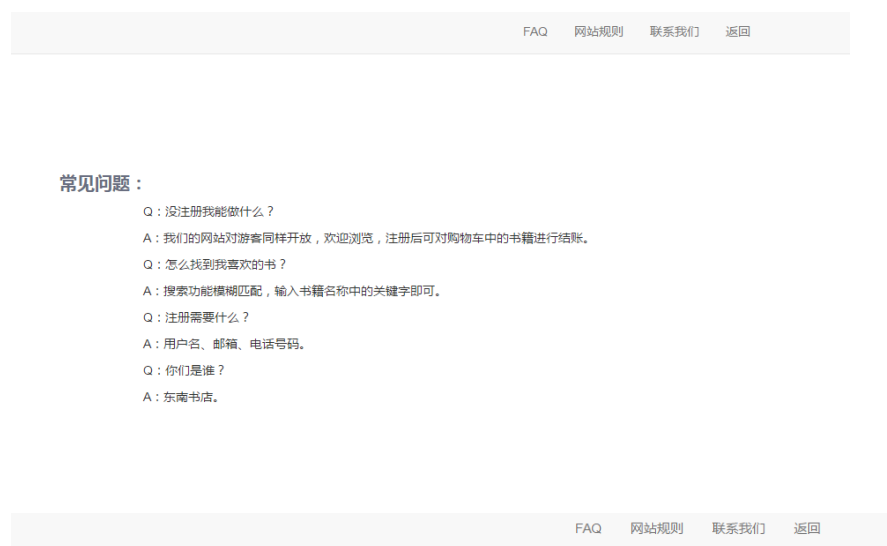 FAQ 网站规则 联系我们 返回
常见问题：
Q：没注册我能做什么？
A：我们的网站对游客同样开放，欢迎浏览，注册后可对购物车中的书籍进行结账。
Q：怎么找到我喜欢的书？
A：搜索功能模糊匹配，输入书籍名称中的关键字即可。
Q：注册需要什么？
A：用户名、邮箱、电话号码。
Q：你们是谁？
A：东南书店。
FAQ 网站规则 联系我们 返回